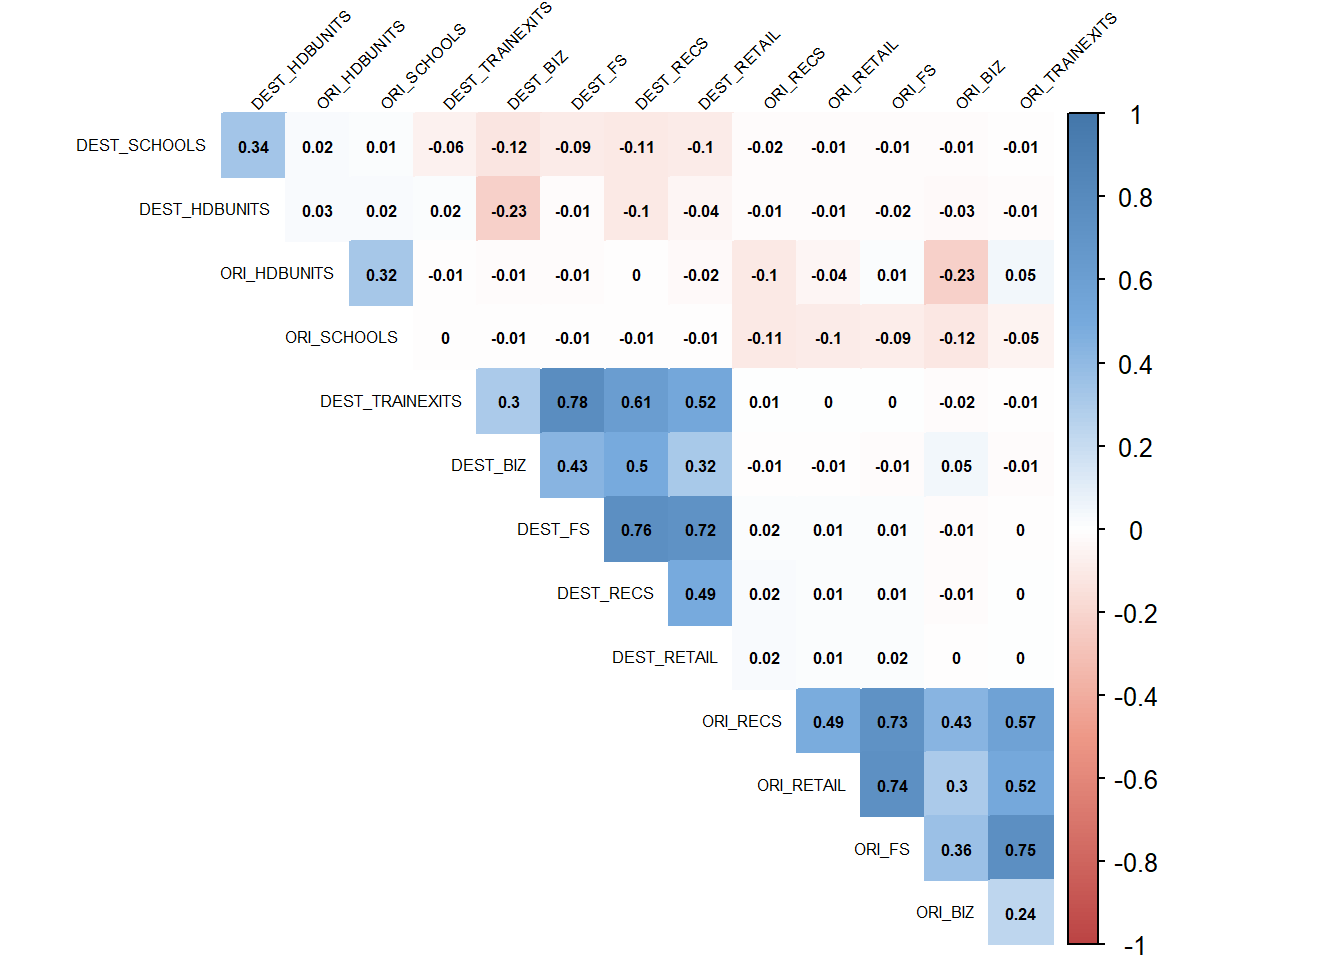 DEST_HDBUNITS ORI_HDBUNITS ORI_SCHOOLS DEST_TRAINEXITS DEST_BIZ DEST_FS DEST_RECS DEST_RETAIL ORI_RECS ORI_RETAIL ORI_FS ORI_BIZ ORI_TRAINEXITS
DEST_SCHOOLS 0.34 0.02 0.01 -0.06 -0.12 -0.09 -0.11 -0.1 -0.02 -0.01 -0.01 -0.01 -0.01
DEST_HDBUNITS 0.03 0.02 0.02 -0.23 -0.01 -0.1 -0.04 -0.01 -0.01 -0.02 -0.03 -0.01
ORI_HDBUNITS 0.32 -0.01 -0.01 -0.01 0 -0.02 -0.1 -0.04 0.01 -0.23 0.05
ORI_SCHOOLS 0 -0.01 -0.01 -0.01 -0.01 -0.11 -0.1 -0.09 -0.12 -0.05
DEST_TRAINEXITS 0.3 0.78 0.61 0.52 0.01 0 0 -0.02 -0.01
DEST_BIZ 0.43 0.5 0.32 -0.01 -0.01 -0.01 0.05 -0.01
DEST_FS 0.76 0.72 0.02 0.01 0.01 -0.01 0
DEST_RECS 0.49 0.02 0.01 0.01 -0.01 0
DEST_RETAIL 0.02 0.01 0.02 0 0
ORI_RECS 0.49 0.73 0.43 0.57
ORI_RETAIL 0.74 0.3 0.52
ORI_FS 0.36 0.75
ORI_BIZ 0.24
1
0.8
0.6
0.4
0.2
0
-0.2
-0.4
-0.6
-0.8
-1